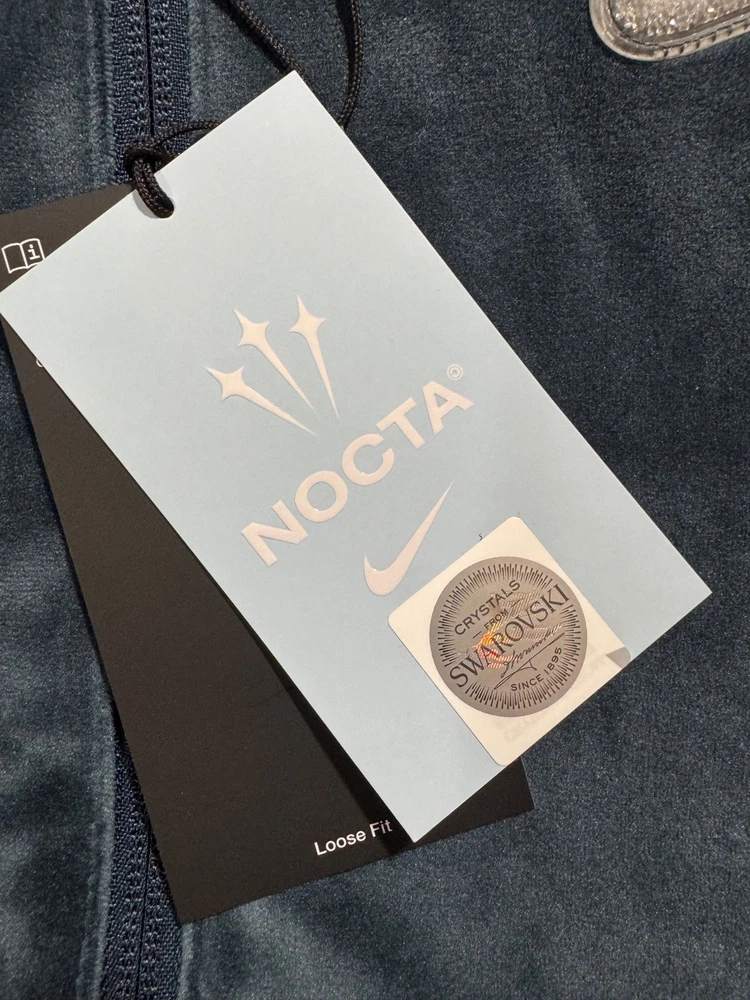 i
NOCTA®
CRYSTALS
FROM
SWAROVSKI
SINCE 1895
Loose Fit